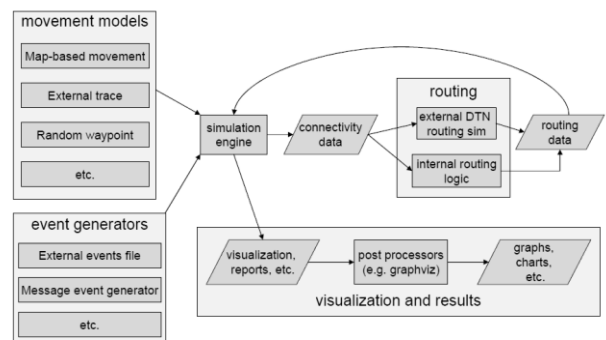 movement models
Map-based movement
External trace
Random waypoint
etc.
event generators
External events file
Message event generator
etc.
simulation
engine
connectivity
data
routing
external DTN
routing sim
internal routing
logic
routing
data
visualization,
reports, etc.
post processors
(e.g. graphviz)
graphs,
charts,
etc.
visualization and results